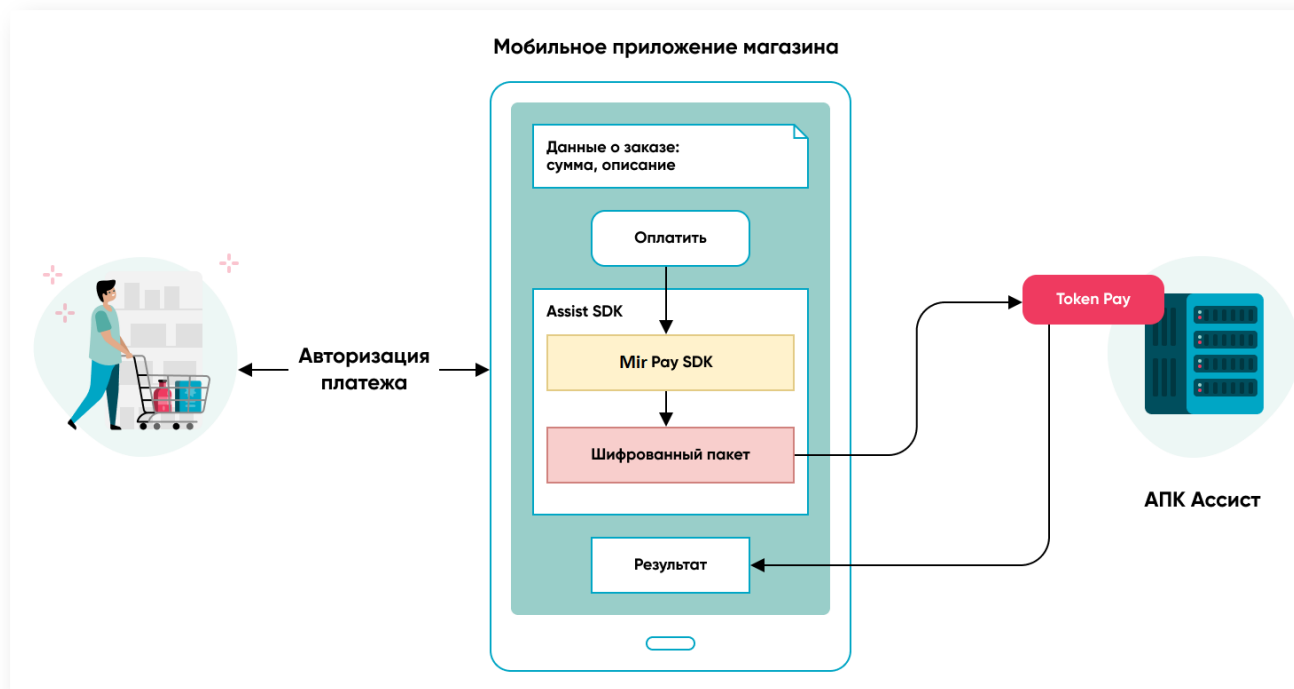 Мобильное приложение магазина
Данные о заказе:
сумма, описание
Оплатить
Assist SDK
Mir Pay SDK
Шифрованный пакет
Результат
Авторизация
платежа
Token Pay
АПК Ассист